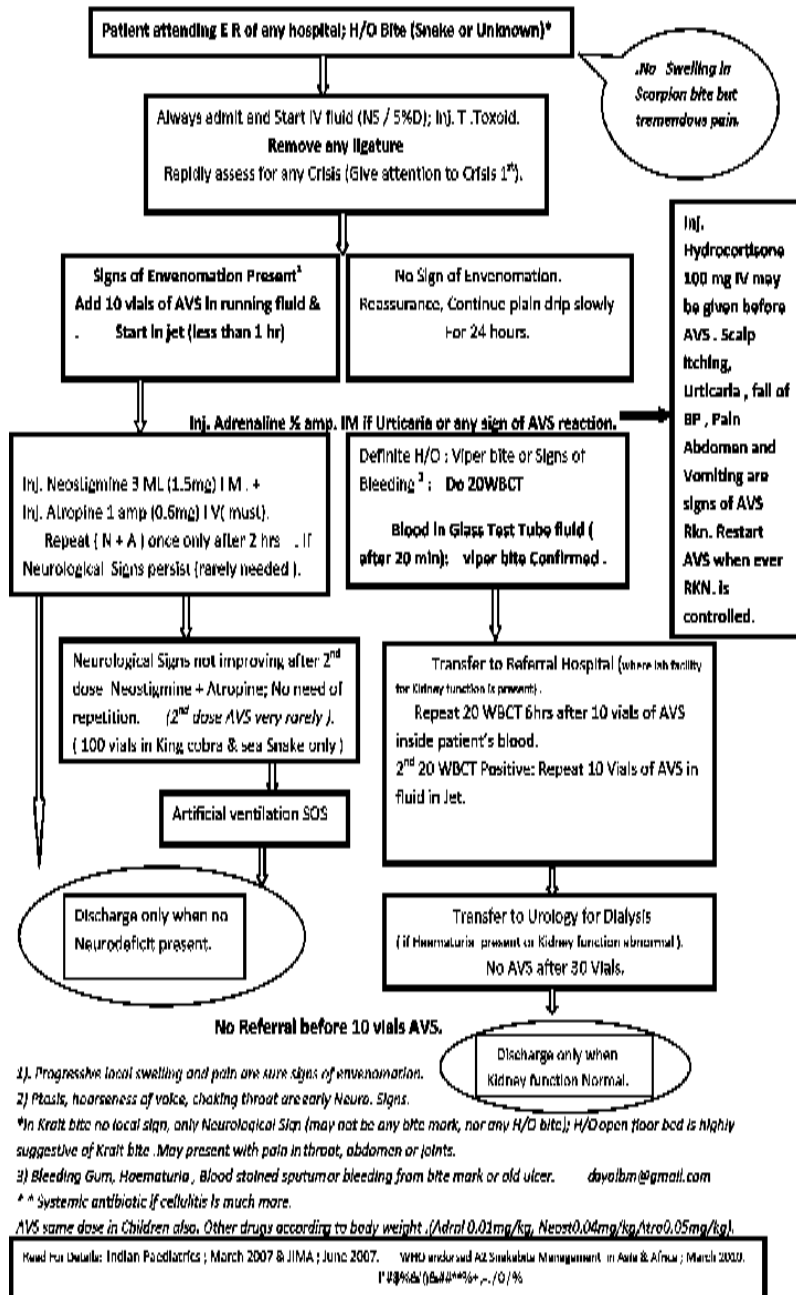 Patient attending E R of any hospital; H/O Bite (Snake or Unknown)*
.No Swelling in
Scorpion bite but
tremendous pain.
Always admit and Start IV fluid (NS / 5%D); Inj. T .Toxoid.
Remove any ligature
Rapidly assess for any Crisis (Give attention to Crisis 1st).
Signs of Envenomation Present1
Add 10 vials of AVS in running fluid &
. Start in jet (less than 1 hr)
No Sign of Envenomation.
Reassurance, Continue plain drip slowly
For 24 hours.
Inj.
Hydrocortisone
100 mg IV may
be given before
AVS . Scalp
itching,
Urticaria , fall of
BP , Pain
Abdomen and
Vomiting are
signs of AVS
Rkn. Restart
AVS when ever
RKN. is
controlled.
Inj. Adrenaline ½ amp. IM if Urticaria or any sign of AVS reaction.
Inj. Neostigmine 3 ML (1.5mg) I M . +
Inj. Atropine 1 amp (0.6mg) I V( must).
Repeat ( N + A ) once only after 2 hrs . If
Neurological Signs persist (rarely needed ).
Definite H/O : Viper bite or Signs of
Bleeding 3 : Do 20WBCT
Blood in Glass Test Tube fluid (
after 20 min): viper bite Confirmed .
Neurological Signs not improving after 2nd
dose Neostigmine + Atropine; No need of
repetition. (2nd dose AVS very rarely ).
( 100 vials in King cobra & sea Snake only )
Transfer to Referral Hospital (where lab facility
for Kidney function is present) .
Repeat 20 WBCT 6hrs after 10 vials of AVS
inside patient's blood.
2nd 20 WBCT Positive: Repeat 10 Vials of AVS in
fluid in Jet.
Artificial ventilation SOS
Discharge only when no
Neurodeficit present.
Transfer to Urology for Dialysis
( if Haematuria present or Kidney function abnormal ).
No AVS after 30 Vials.
No Referral before 10 vials AVS.
Discharge only when
Kidney function Normal.
1). Progressive local swelling and pain are sure signs of envenomation.
2) Ptosis, hoarseness of voice, choking throat are early Neuro. Signs.
*In Krait bite no local sign, only Neurological Sign (may not be any bite mark, nor any H/O bite); H/O open floor bed is highly
suggestive of Krait bite .May present with pain in throat, abdomen or joints.
3) Bleeding Gum, Haematuria , Blood stained sputum or bleeding from bite mark or old ulcer. dayalbm@gmail.com
* * Systemic antibiotic if cellulitis is much more.
AVS same dose in Children also. Other drugs according to body weight .(Adrnl 0.01mg/kg, Neost0.04mg/kg,Atro0.05mg/kg).
Read For Details: Indian Paediatrics ; March 2007 & JIMA ; June 2007. WHO endorsed AZ Snakebite Management in Asia & Africa ; March 2010.